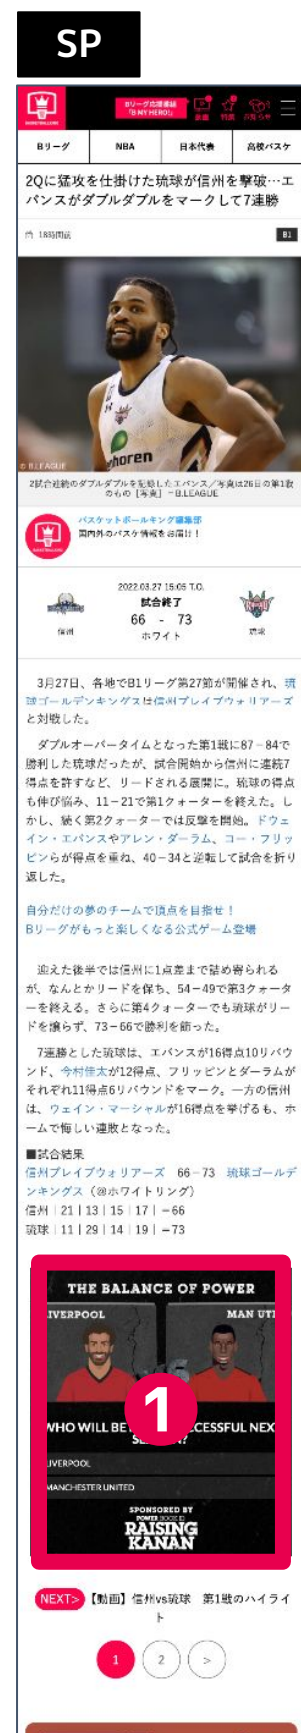 SP
Bリーグ応援番組
「B MY HERO!」
Bリーグ
NBA
日本代表
高校バスケ
2Qに猛攻を仕掛けた琉球が信州を撃破…エ
バンスがダブルダブルをマークして7連勝
18時間前
B1
horen
© B.LEAGUE
2試合連続のダブルダブルを記録したエバンス／写真は26日の第1戦
のもの［写真］＝B.LEAGUE
バスケットボールキング編集部
国内外のバスケ情報をお届け！
2022.03.27 15:05 T.O.
試合終了
66 - 73
ホワイト
信州
琉球
3月27日、各地でB1リーグ第27節が開催され、琉
球ゴールデンキングスは信州ブレイブウォリアーズ
と対戦した。
ダブルオーバータイムとなった第1戦に87－84で
勝利した琉球だったが、試合開始から信州に連続7
得点を許すなど、リードされる展開に。琉球の得点
も伸び悩み、11－21で第1クォーターを終えた。し
かし、続く第2クォーターでは反撃を開始。ドウェ
イン・エバンスやアレン・ダーラム、コー・フリッ
ピンらが得点を重ね、40－34と逆転して試合を折り
返した。
自分だけの夢のチームで頂点を目指せ！
Bリーグがもっと楽しくなる公式ゲーム登場
迎えた後半では信州に1点差まで詰め寄られる
が、なんとかリードを保ち、54－49で第3クォータ
ーを終える。さらに第4クォーターでも琉球がリー
ドを譲らず、73－66で勝利を飾った。
7連勝とした琉球は、エバンスが16得点10リバウ
ンド、今村佳太が12得点、フリッピンとダーラムが
それぞれ11得点6リバウンドをマーク。一方の信州
は、ウェイン・マーシャルが16得点を挙げるも、ホ
ームで悔しい連敗となった。
■試合結果
信州ブレイブウォリアーズ 66－73 琉球ゴールデ
ンキングス（@ホワイトリング）
信州｜21｜13｜15｜17｜＝66
琉球｜11｜29｜14｜19｜＝73
THE BALANCE OF POWER
IVERPOOL
MAN UT
1
WHO WILL BE CCESSFUL NEX
LIVERPOOL
MANCHESTER UNITED
SPONSORED BY
POWER BOOK III
RAISING
KANAN
NEXT> 【動画】信州vs琉球 第1戦のハイライ
ト
1
2
>